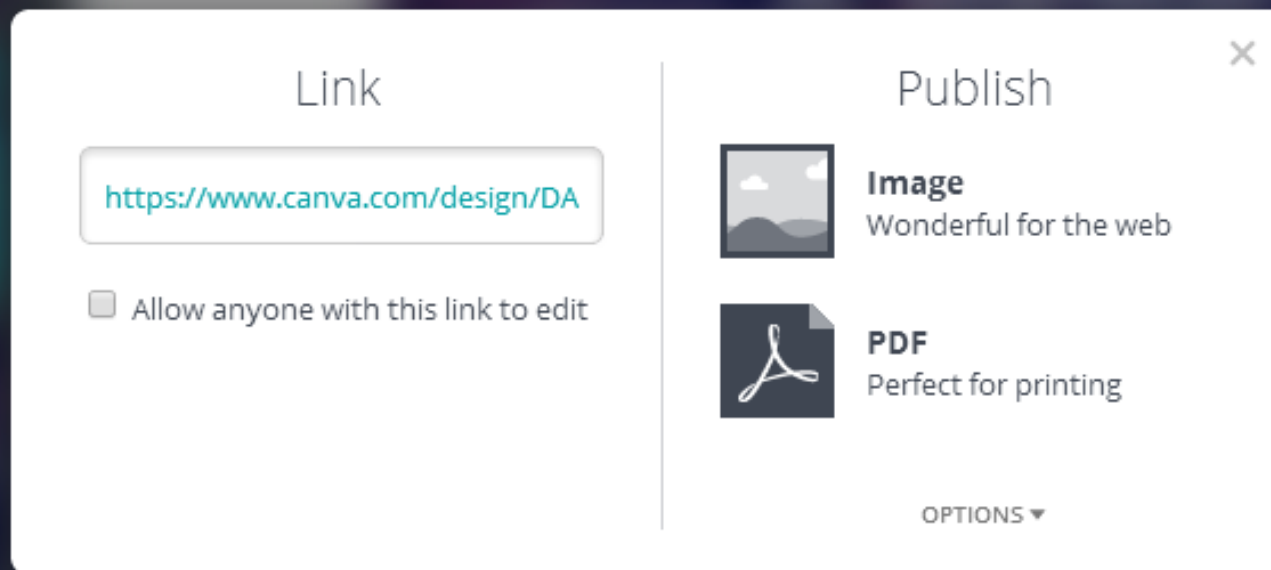 Link
https://www.canva.com/design/DA
Allow anyone with this link to edit
Publish
Image
Wonderful for the web
PDF
Perfect for printing
OPTIONS